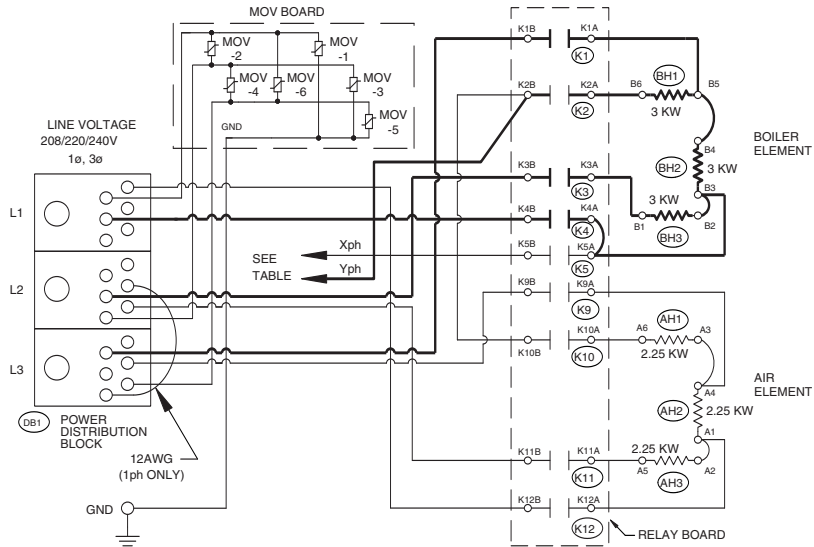 MOV BOARD
MOV
-2
MOV
-1
MOV
-4
MOV
-6
MOV
-3
MOV
-5
GND
LINE VOLTAGE
208/220/240V
1ø, 3ø
L1
L2
L3
DB1
POWER
DISTRIBUTION
BLOCK
12AWG
(1ph ONLY)
GND
SEE
TABLE
Xph
Yph
K1B
K1A
K1
K2B
K2A
K2
K3B
K3A
K3
K4B
K4A
K4
K5B
K5A
K5
K9B
K9A
K9
K10B
K10A
K10
K11B
K11A
K11
K12B
K12A
K12
RELAY BOARD
B6
BH1
B5
3 KW
B4
BH2
3 KW
B3
3 KW
B1
B2
BH3
BOILER
ELEMENT
AH1
A6
A3
2.25 KW
A4
AH2
2.25 KW
A1
2.25 KW
A5
A2
AH3
AIR
ELEMENT